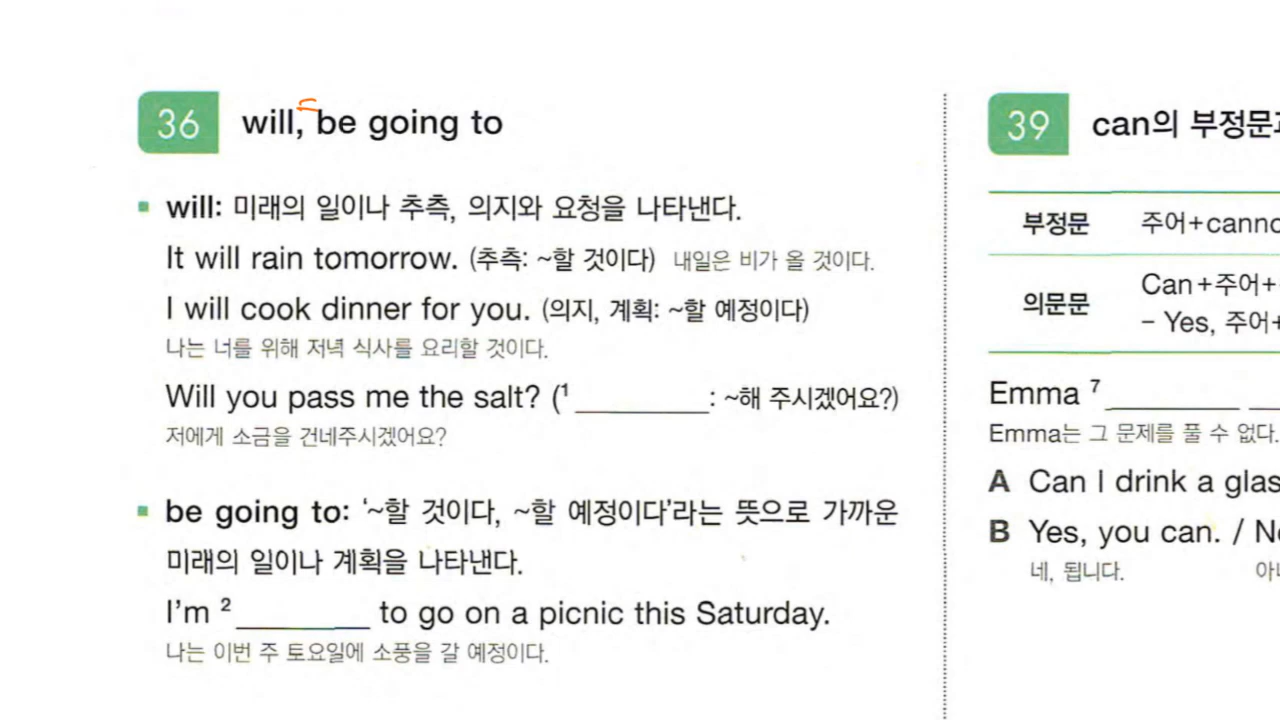 36 will, be going to
will: 미래의 일이나 추측, 의지와 요청을 나타낸다.
It will rain tomorrow. (추측: ~할 것이다) 내일은 비가 올 것이다.
I will cook dinner for you. (의지, 계획: ~할 예정이다)
나는 너를 위해 저녁 식사를 요리할 것이다.
Will you pass me the salt? (¹ ________ : ~해 주시겠어요?)
저에게 소금을 건네주시겠어요?
be going to: ‘~할 것이다, ~할 예정이다’라는 뜻으로 가까운
미래의 일이나 계획을 나타낸다.
I’m ² ________ to go on a picnic this Saturday.
나는 이번 주 토요일에 소풍을 갈 예정이다.
39 can의 부정문
부정문 주어+canno
의문문 Can+주어+
– Yes, 주어+
Emma ⁷ ________
Emma는 그 문제를 풀 수 없다.
A Can I drink a glas
B Yes, you can. / N
네, 됩니다. 아